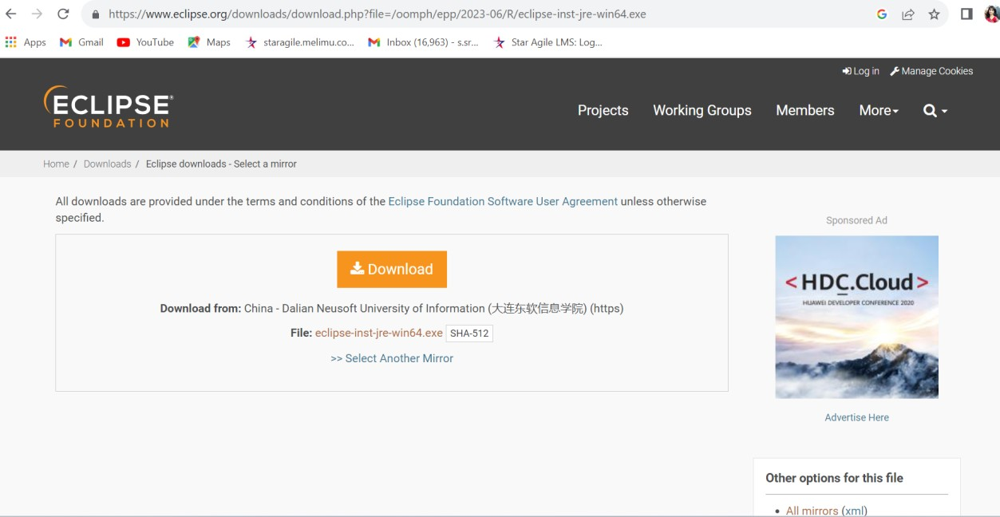 https://www.eclipse.org/downloads/download.php?file=/oomph/epp/2023-06/R/eclipse-inst-jre-win64.exe
Apps Gmail YouTube Maps staragile.melimu.co... Inbox (16,963) - s.sr... Star Agile LMS: Log...
Log in Manage Cookies
ECLIPSE®
FOUNDATION
Projects Working Groups Members More
Home / Downloads / Eclipse downloads - Select a mirror
All downloads are provided under the terms and conditions of the Eclipse Foundation Software User Agreement unless otherwise
specified.
Download
Download from: China - Dalian Neusoft University of Information (大连东软信息学院) (https)
File: eclipse-inst-jre-win64.exe SHA-512
>> Select Another Mirror
Sponsored Ad
<HDC.Cloud>
HUAWEI DEVELOPER CONFERENCE 2020
Advertise Here
Other options for this file
• All mirrors (xml)